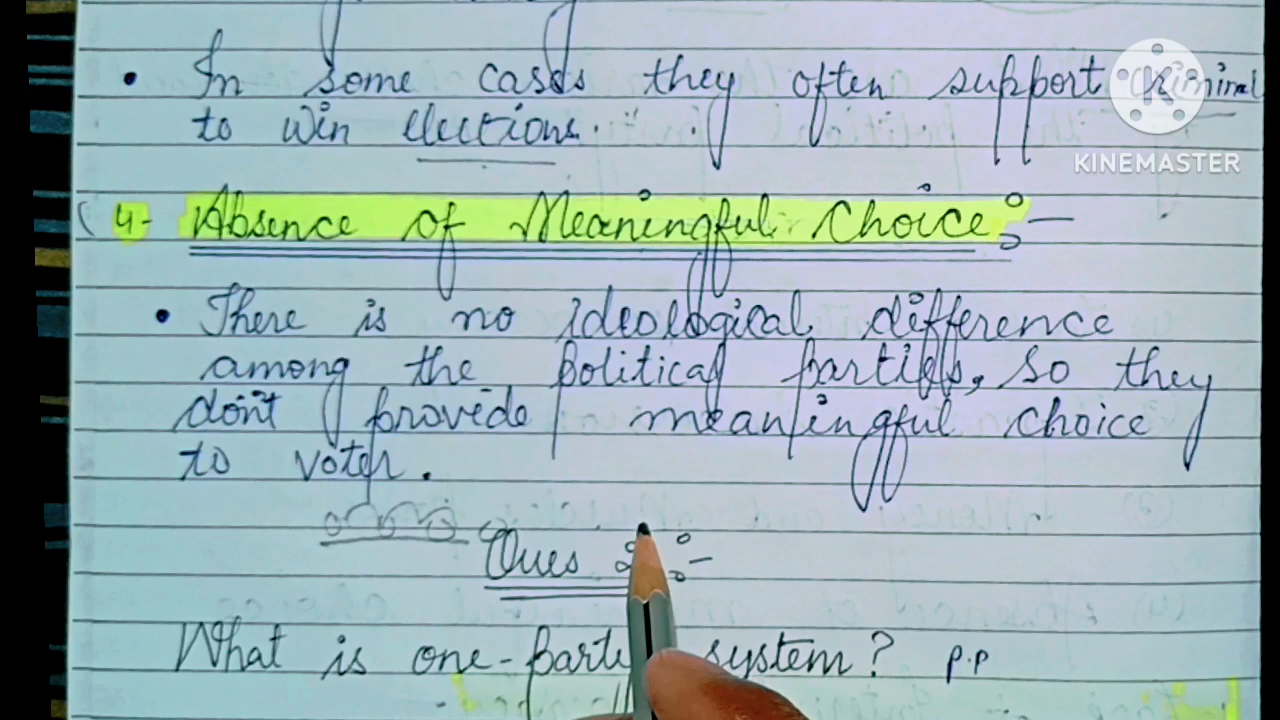 • In some cases they often support Criminal
to win elections.
KINEMASTER
(4- Absence of Meaningful Choice :-
• There is no ideological difference
among the political parties, so they
don't provide meaningful choice
to voter.
Ques :-
What is one-party system? P.P